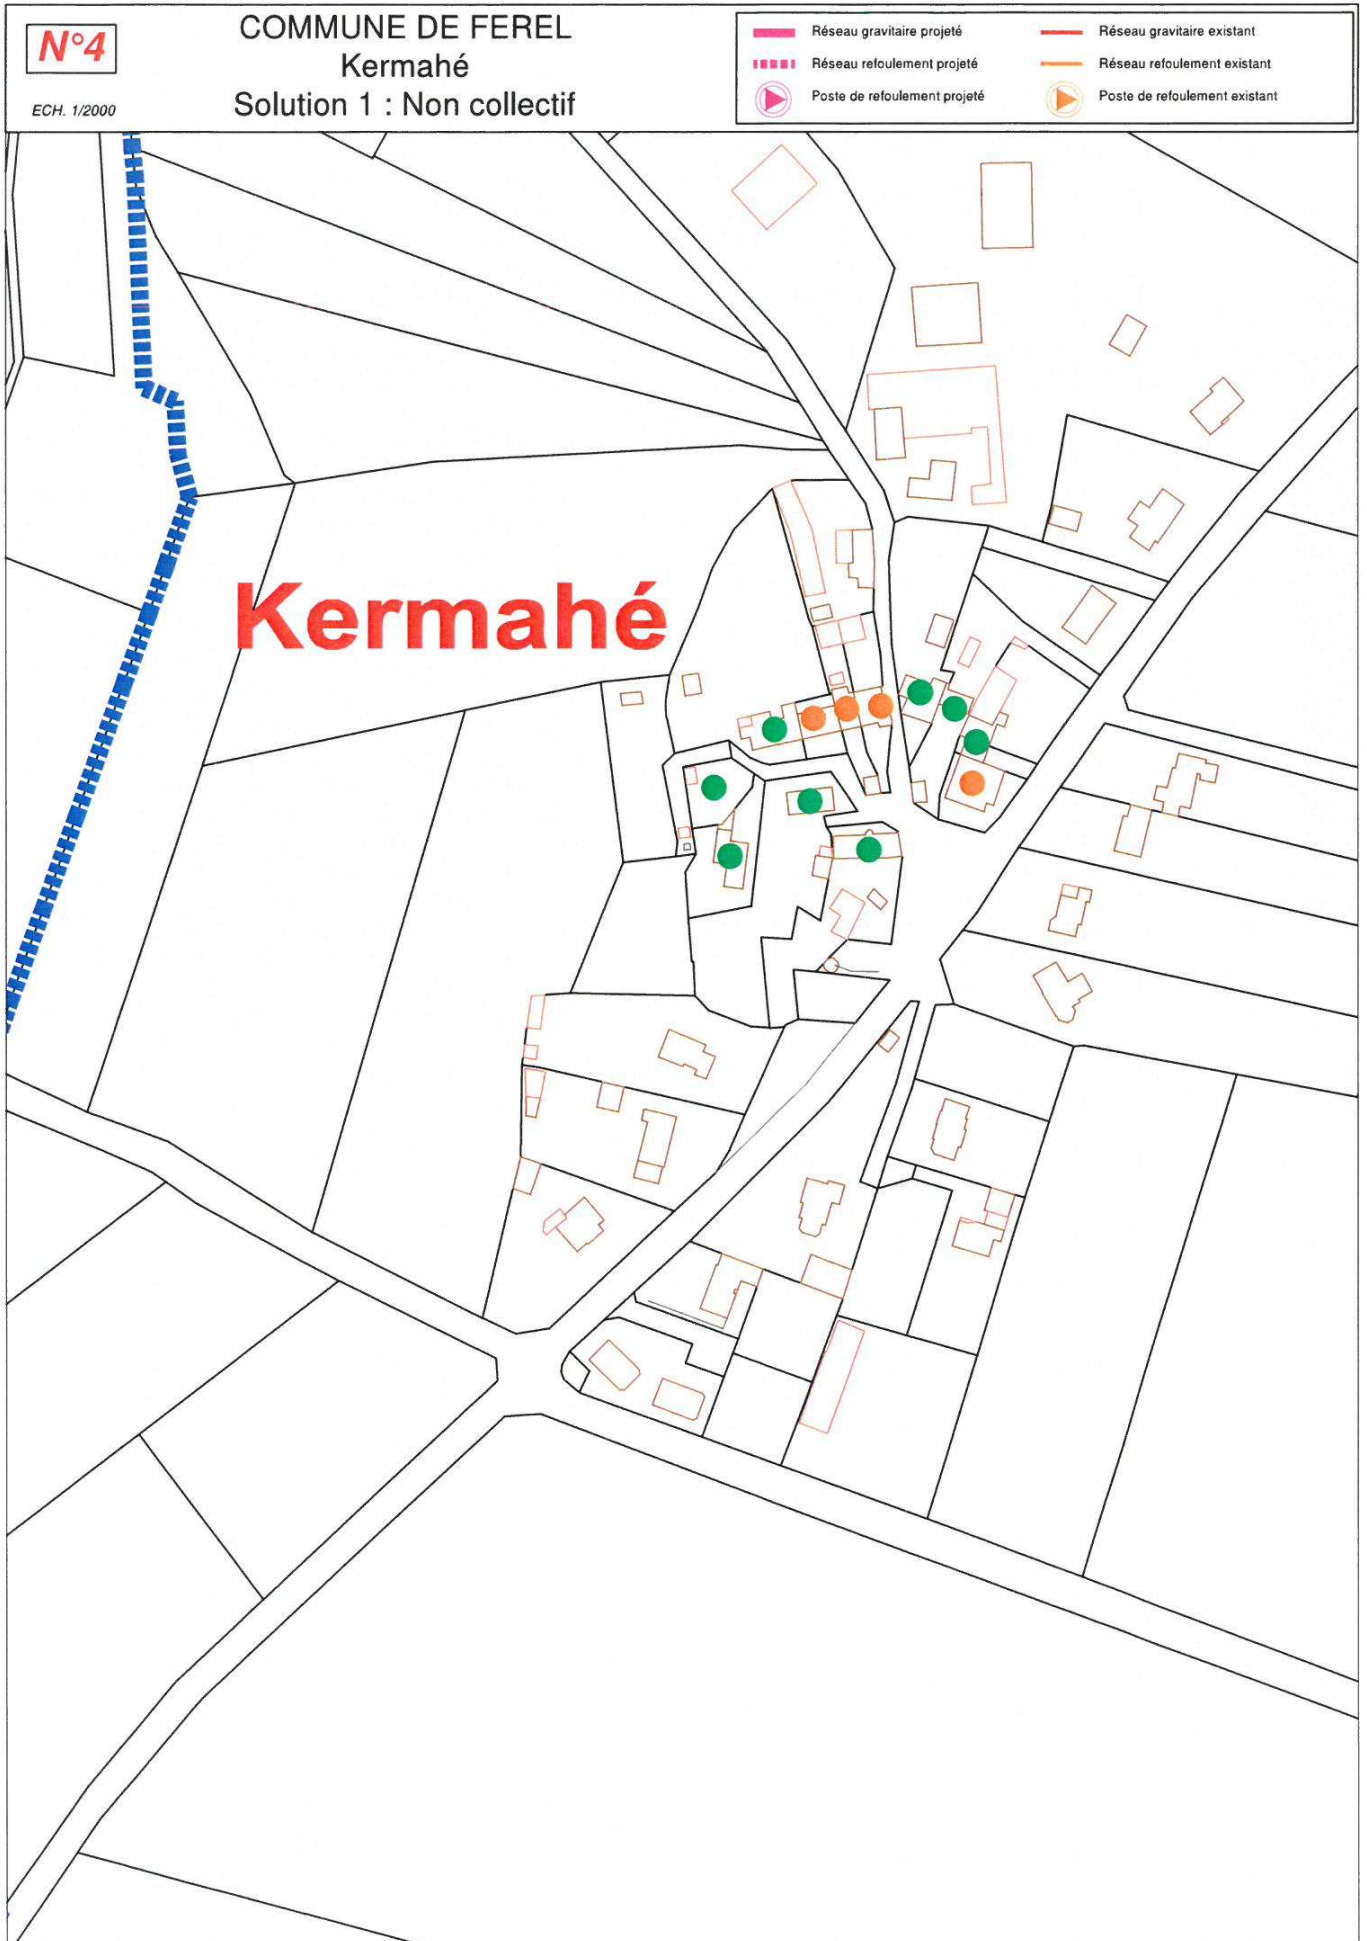 N°4
ECH. 1/2000
COMMUNE DE FEREL
Kermahé
Solution 1 : Non collectif
Réseau gravitaire projeté
Réseau refoulement projeté
Poste de refoulement projeté
Réseau gravitaire existant
Réseau refoulement existant
Poste de refoulement existant
Kermahé